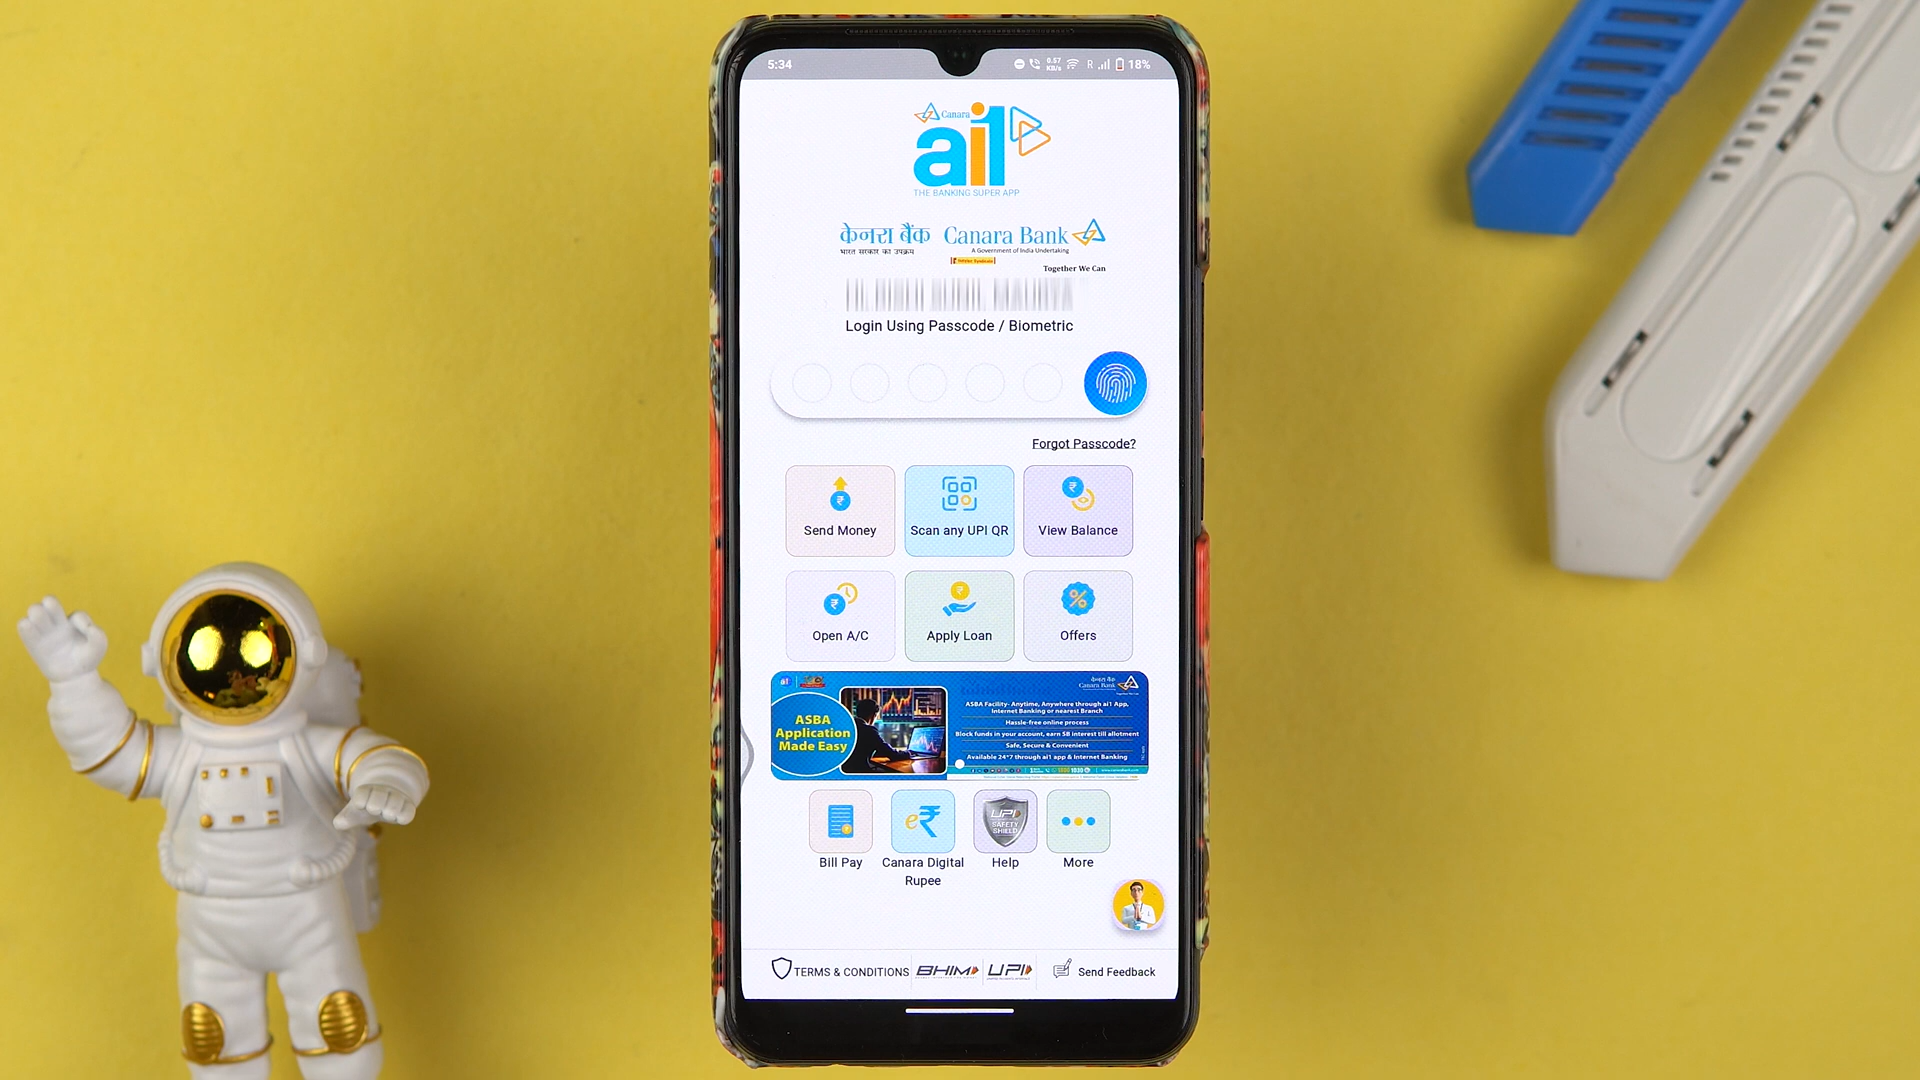 5:34
0.57
KB/s
R
18%
Canara
ai1
THE BANKING SUPER APP
केनरा बैंक Canara Bank
भारत सरकार का उपक्रम A Government of India Undertaking
Syndicate
Together We Can
Login Using Passcode / Biometric
Forgot Passcode?
Send Money
Scan any UPI QR
View Balance
Open A/C
Apply Loan
Offers
ai1
केनरा बैंक
Canara Bank
ASBA
Application
Made Easy
ASBA Facility- Anytime, Anywhere through ai1 App,
Internet Banking or nearest Branch
Hassle-free online process
Block funds in your account, earn SB interest till allotment
Safe, Secure & Convenient
Available 24*7 through ai1 app & Internet Banking
UPI
SAFETY
SHIELD
Bill Pay
Canara Digital
Rupee
Help
More
TERMS & CONDITIONS
BHIM
UPI
Send Feedback